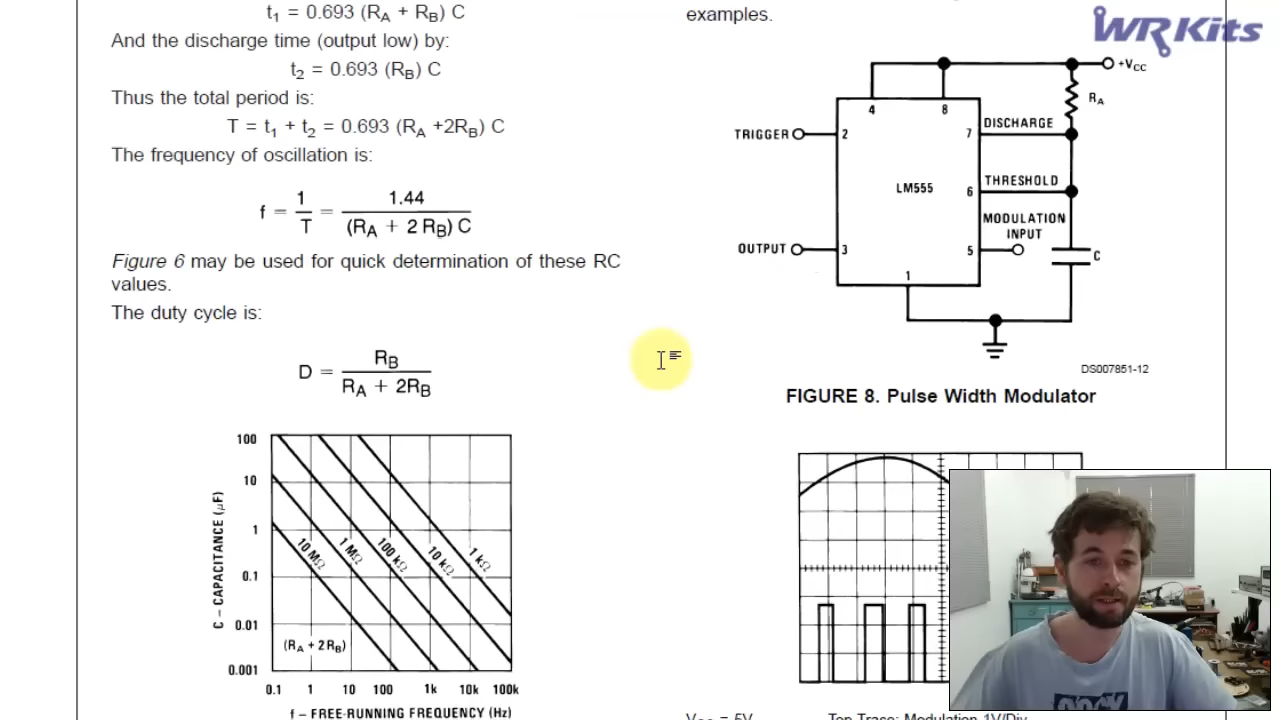 t1 = 0.693 (RA + RB) C
And the discharge time (output low) by:
t2 = 0.693 (RB) C
Thus the total period is:
T = t1 + t2 = 0.693 (RA +2RB) C
The frequency of oscillation is:
f = 1/T = 1.44/(RA + 2 RB) C
Figure 6 may be used for quick determination of these RC
values.
The duty cycle is:
D = RB/(RA + 2RB)
100
10
1
0.1
0.01
0.001
C – CAPACITANCE (µF)
10 MΩ
1 MΩ
100 kΩ
10 kΩ
1 kΩ
(RA + 2RB)
0.1 1 10 100 1k 10k 100k
f – FREE-RUNNING FREQUENCY (Hz)
examples.
WR Kits
+VCC
RA
4
8
DISCHARGE
7
TRIGGER
2
LM555
THRESHOLD
6
MODULATION
INPUT
5
OUTPUT
3
C
1
DS007851-12
FIGURE 8. Pulse Width Modulator
VCC = 5V
Top Trace: Modulation 1V/Div